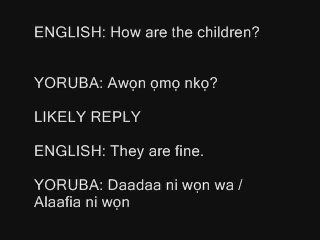 ENGLISH: How are the children?
YORUBA: Awọn ọmọ nkọ?
LIKELY REPLY
ENGLISH: They are fine.
YORUBA: Daadaa ni wọn wa /
Alaafia ni wọn